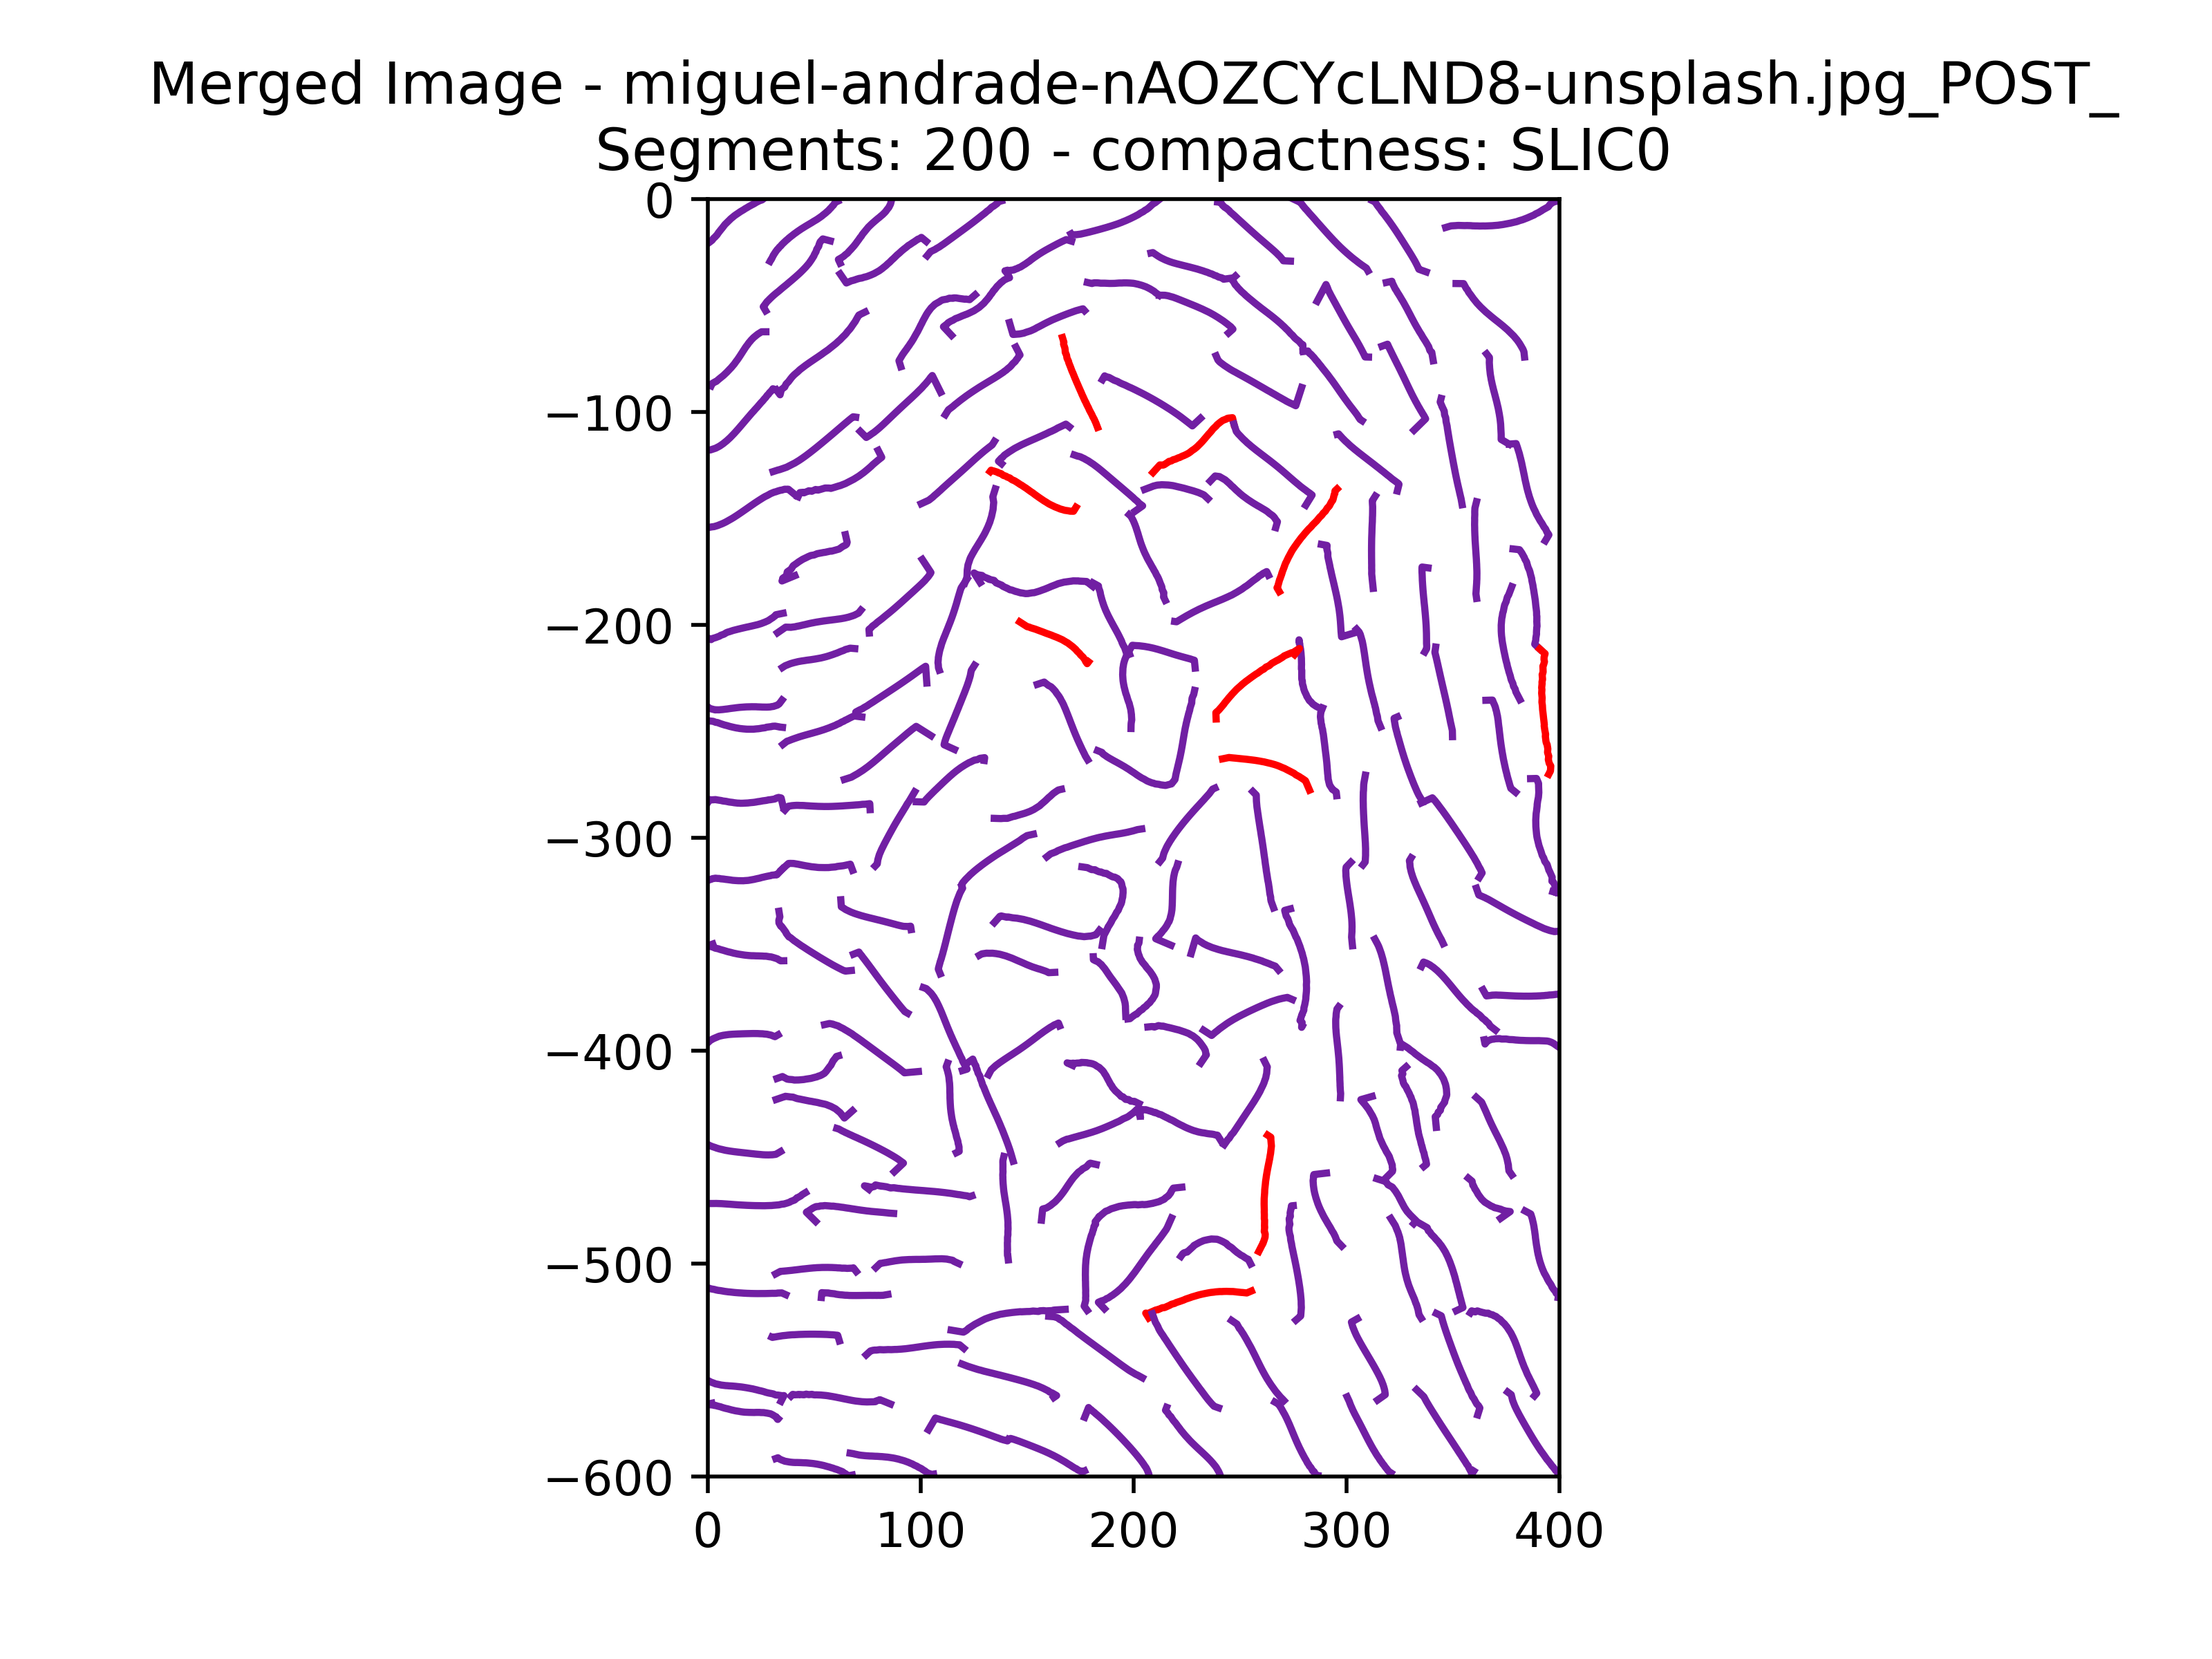 Merged Image - miguel-andrade-nAOZCYcLND8-unsplash.jpg_POST_
Segments: 200 - compactness: SLIC0
0
−100
−200
−300
−400
−500
−600
0 100 200 300 400